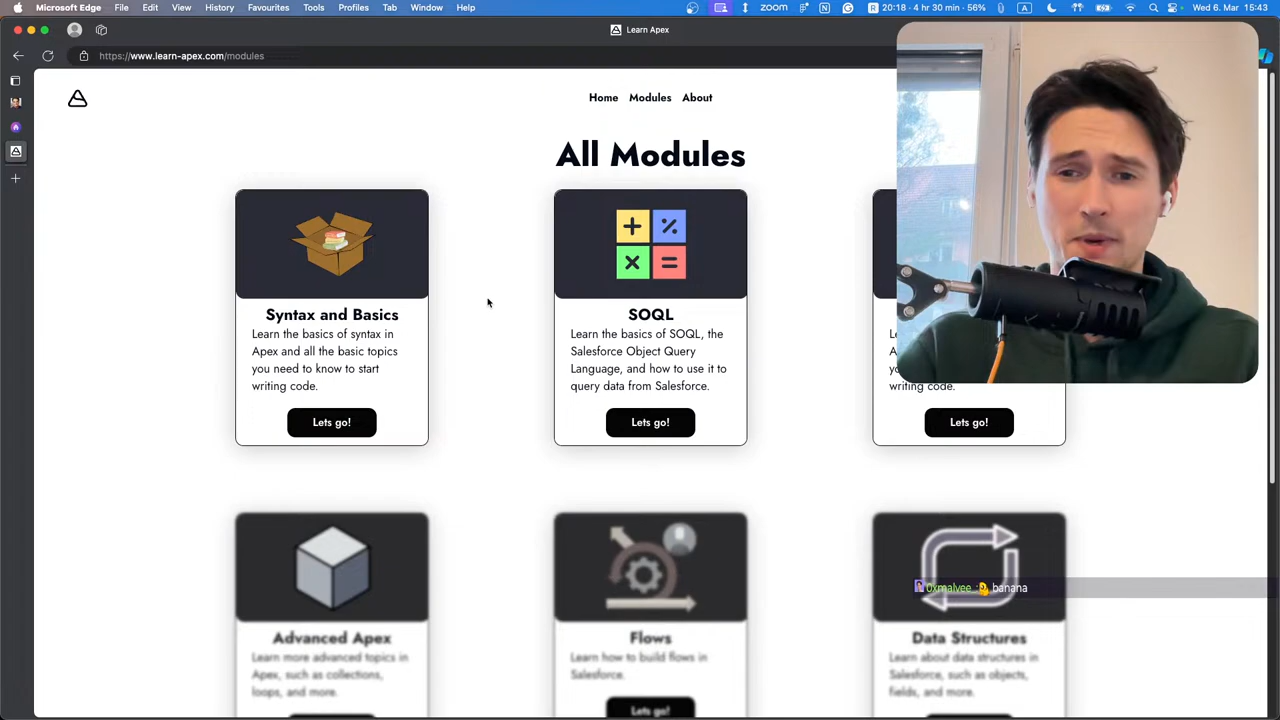 Microsoft Edge File Edit View History Favourites Tools Profiles Tab Window Help
ZOOM
20:18 - 4 hr 30 min - 56%
Wed 6. Mar 15:43
Learn Apex
https://www.learn-apex.com/modules
Home Modules About
All Modules
Syntax and Basics
Learn the basics of syntax in
Apex and all the basic topics
you need to know to start
writing code.
Lets go!
SOQL
Learn the basics of SOQL, the
Salesforce Object Query
Language, and how to use it to
query data from Salesforce.
Lets go!
writing code.
Lets go!
Advanced Apex
Learn more advanced topics in
Apex, such as collections,
loops, and more.
Flows
Learn how to build flows in
Salesforce.
Lets go!
0xmalvee : banana
Data Structures
Learn about data structures in
Salesforce, such as objects,
fields, and more.